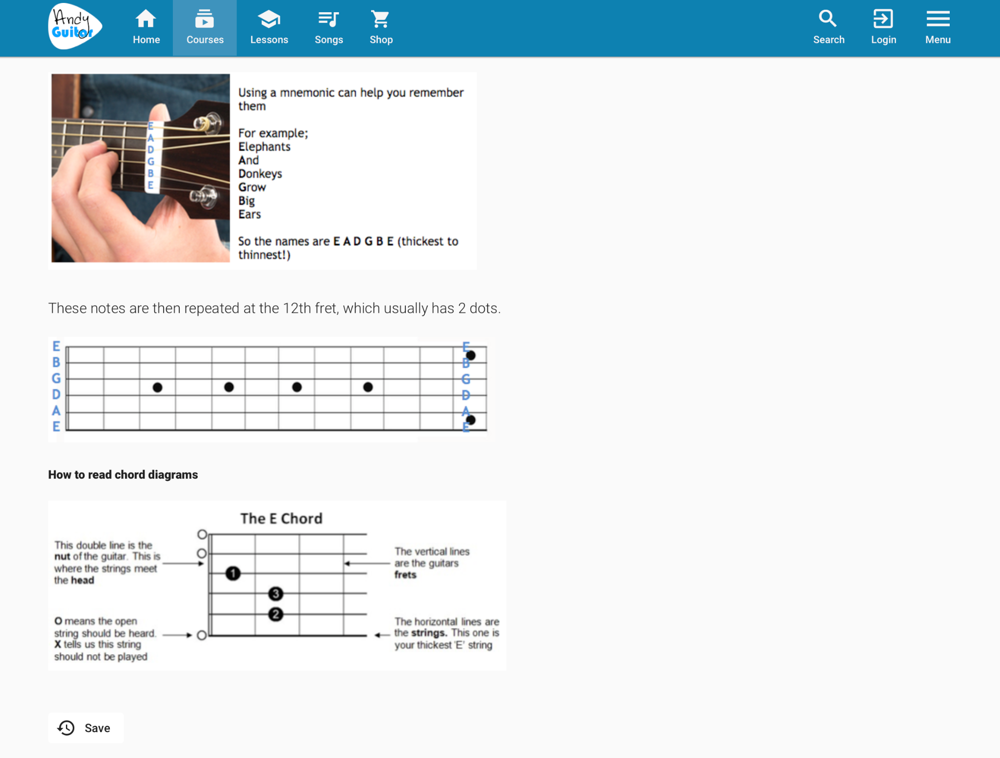 Andy
Guitar
Home
Courses
Lessons
Songs
Shop
Search
Login
Menu
E
A
D
G
B
E
Using a mnemonic can help you remember
them
For example;
Elephants
And
Donkeys
Grow
Big
Ears
So the names are E A D G B E (thickest to
thinnest!)
These notes are then repeated at the 12th fret, which usually has 2 dots.
E E
B B
G G
D D
A A
E E
How to read chord diagrams
The E Chord
This double line is the
nut of the guitar. This is
where the strings meet
the head
O means the open
string should be heard.
X tells us this string
should not be played
1
3
2
The vertical lines
are the guitars
frets
The horizontal lines are
the strings. This one is
your thickest 'E' string
Save